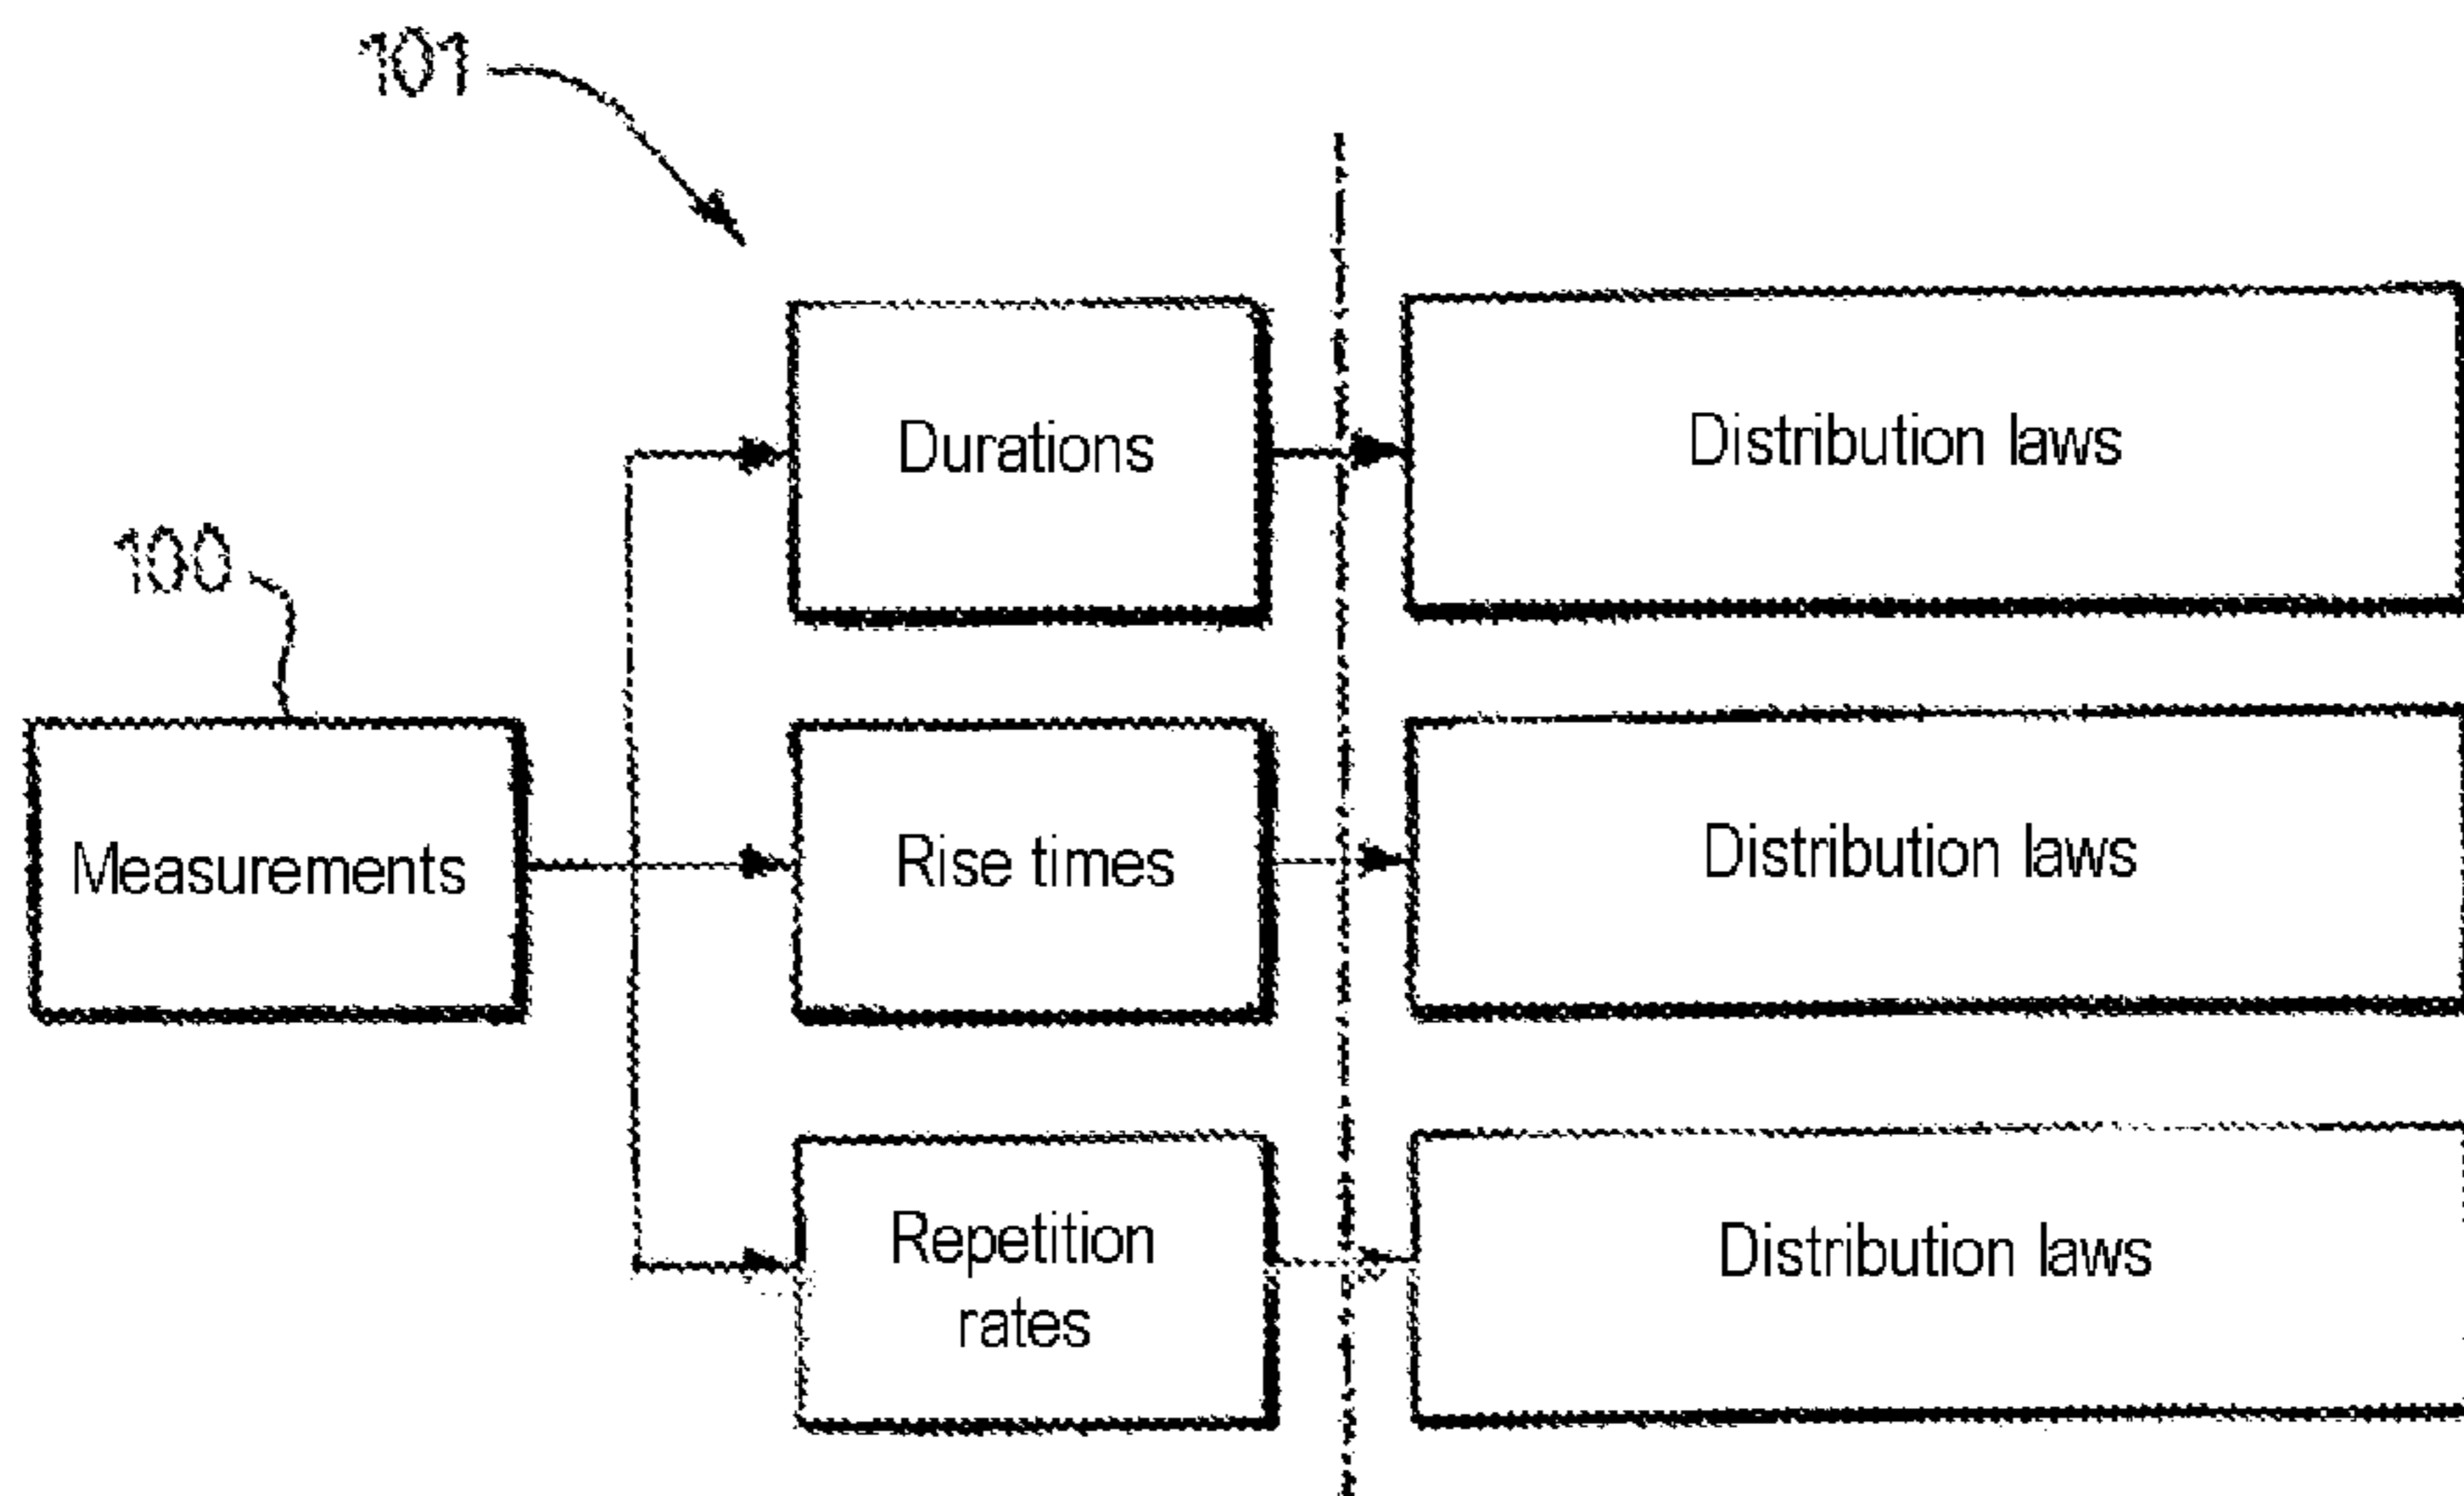 101
Durations
Distribution laws
100
Measurements
Rise times
Distribution laws
Repetition
rates
Distribution laws